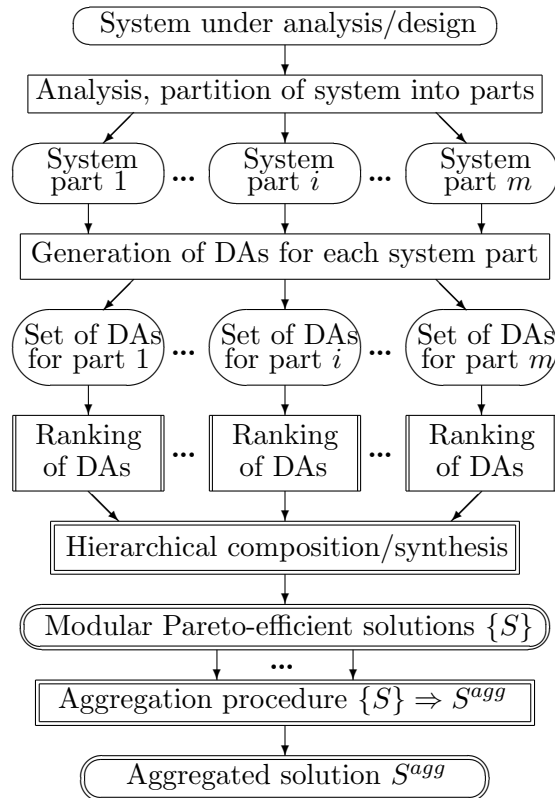 System under analysis/design
Analysis, partition of system into parts
System part 1 ... System part i ... System part m
Generation of DAs for each system part
Set of DAs for part 1 ... Set of DAs for part i ... Set of DAs for part m
Ranking of DAs ... Ranking of DAs ... Ranking of DAs
Hierarchical composition/synthesis
Modular Pareto-efficient solutions {S}
...
Aggregation procedure {S} ⇒ S^agg
Aggregated solution S^agg